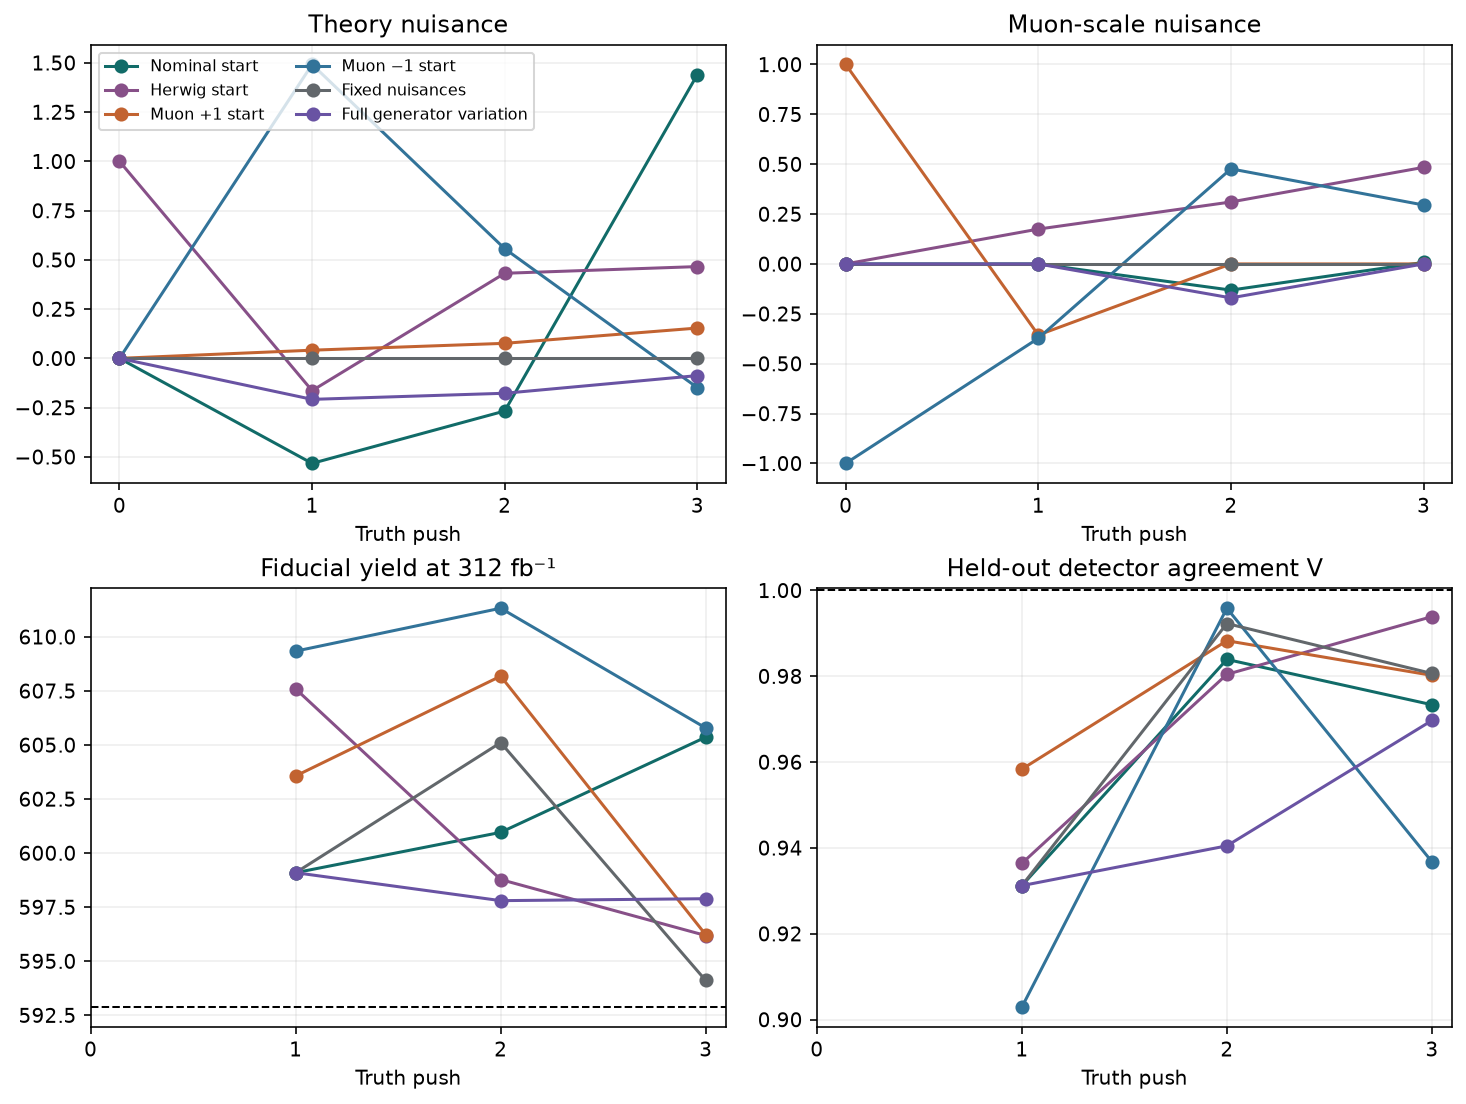 Theory nuisance
1.50
1.25
1.00
0.75
0.50
0.25
0.00
−0.25
−0.50
Nominal start
Herwig start
Muon +1 start
Muon −1 start
Fixed nuisances
Full generator variation
0 1 2 3
Truth push
Muon-scale nuisance
1.00
0.75
0.50
0.25
0.00
−0.25
−0.50
−0.75
−1.00
0 1 2 3
Truth push
Fiducial yield at 312 fb⁻¹
610.0
607.5
605.0
602.5
600.0
597.5
595.0
592.5
0 1 2 3
Truth push
Held-out detector agreement V
1.00
0.98
0.96
0.94
0.92
0.90
0 1 2 3
Truth push